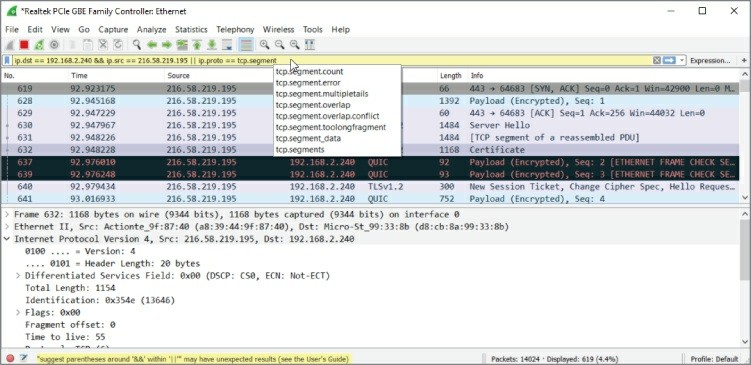 *Realtek PCIe GBE Family Controller: Ethernet
File Edit View Go Capture Analyze Statistics Telephony Wireless Tools Help
ip.dst == 192.168.2.240 && ip.src == 216.58.219.195 || ip.proto == tcp.segment Expression... +
tcp.segment.count
tcp.segment.error
tcp.segment.multipletails
tcp.segment.overlap
tcp.segment.overlap.conflict
tcp.segment.toolongfragment
tcp.segment_data
tcp.segments
No. Time Source Length Info
619 92.923175 216.58.219.195 66 443 → 64683 [SYN, ACK] Seq=0 Ack=1 Win=42900 Len=0 M...
628 92.945168 216.58.219.195 1392 Payload (Encrypted), Seq: 1
629 92.947742 216.58.219.195 60 443 → 64683 [ACK] Seq=1 Ack=256 Win=44032 Len=0
630 92.947967 216.58.219.195 1484 Server Hello
631 92.948226 216.58.219.195 1484 [TCP segment of a reassembled PDU]
632 92.948228 216.58.219.195 1168 Certificate
637 92.976010 216.58.219.195 192.168.2.240 QUIC 92 Payload (Encrypted), Seq: 2 [ETHERNET FRAME CHECK SE...
639 92.976248 216.58.219.195 192.168.2.240 QUIC 93 Payload (Encrypted), Seq: 3 [ETHERNET FRAME CHECK SE...
640 92.979434 216.58.219.195 192.168.2.240 TLSv1.2 300 New Session Ticket, Change Cipher Spec, Hello Reques...
641 93.016933 216.58.219.195 192.168.2.240 QUIC 752 Payload (Encrypted), Seq: 4
Frame 632: 1168 bytes on wire (9344 bits), 1168 bytes captured (9344 bits) on interface 0
Ethernet II, Src: Actionte_9f:87:40 (a8:39:44:9f:87:40), Dst: Micro-St_99:33:8b (d8:cb:8a:99:33:8b)
Internet Protocol Version 4, Src: 216.58.219.195, Dst: 192.168.2.240
0100 .... = Version: 4
.... 0101 = Header Length: 20 bytes
Differentiated Services Field: 0x00 (DSCP: CS0, ECN: Not-ECT)
Total Length: 1154
Identification: 0x354e (13646)
Flags: 0x00
Fragment offset: 0
Time to live: 55
"suggest parentheses around '&&' within '||'" may have unexpected results (see the User's Guide) Packets: 14024 · Displayed: 619 (4.4%) Profile: Default